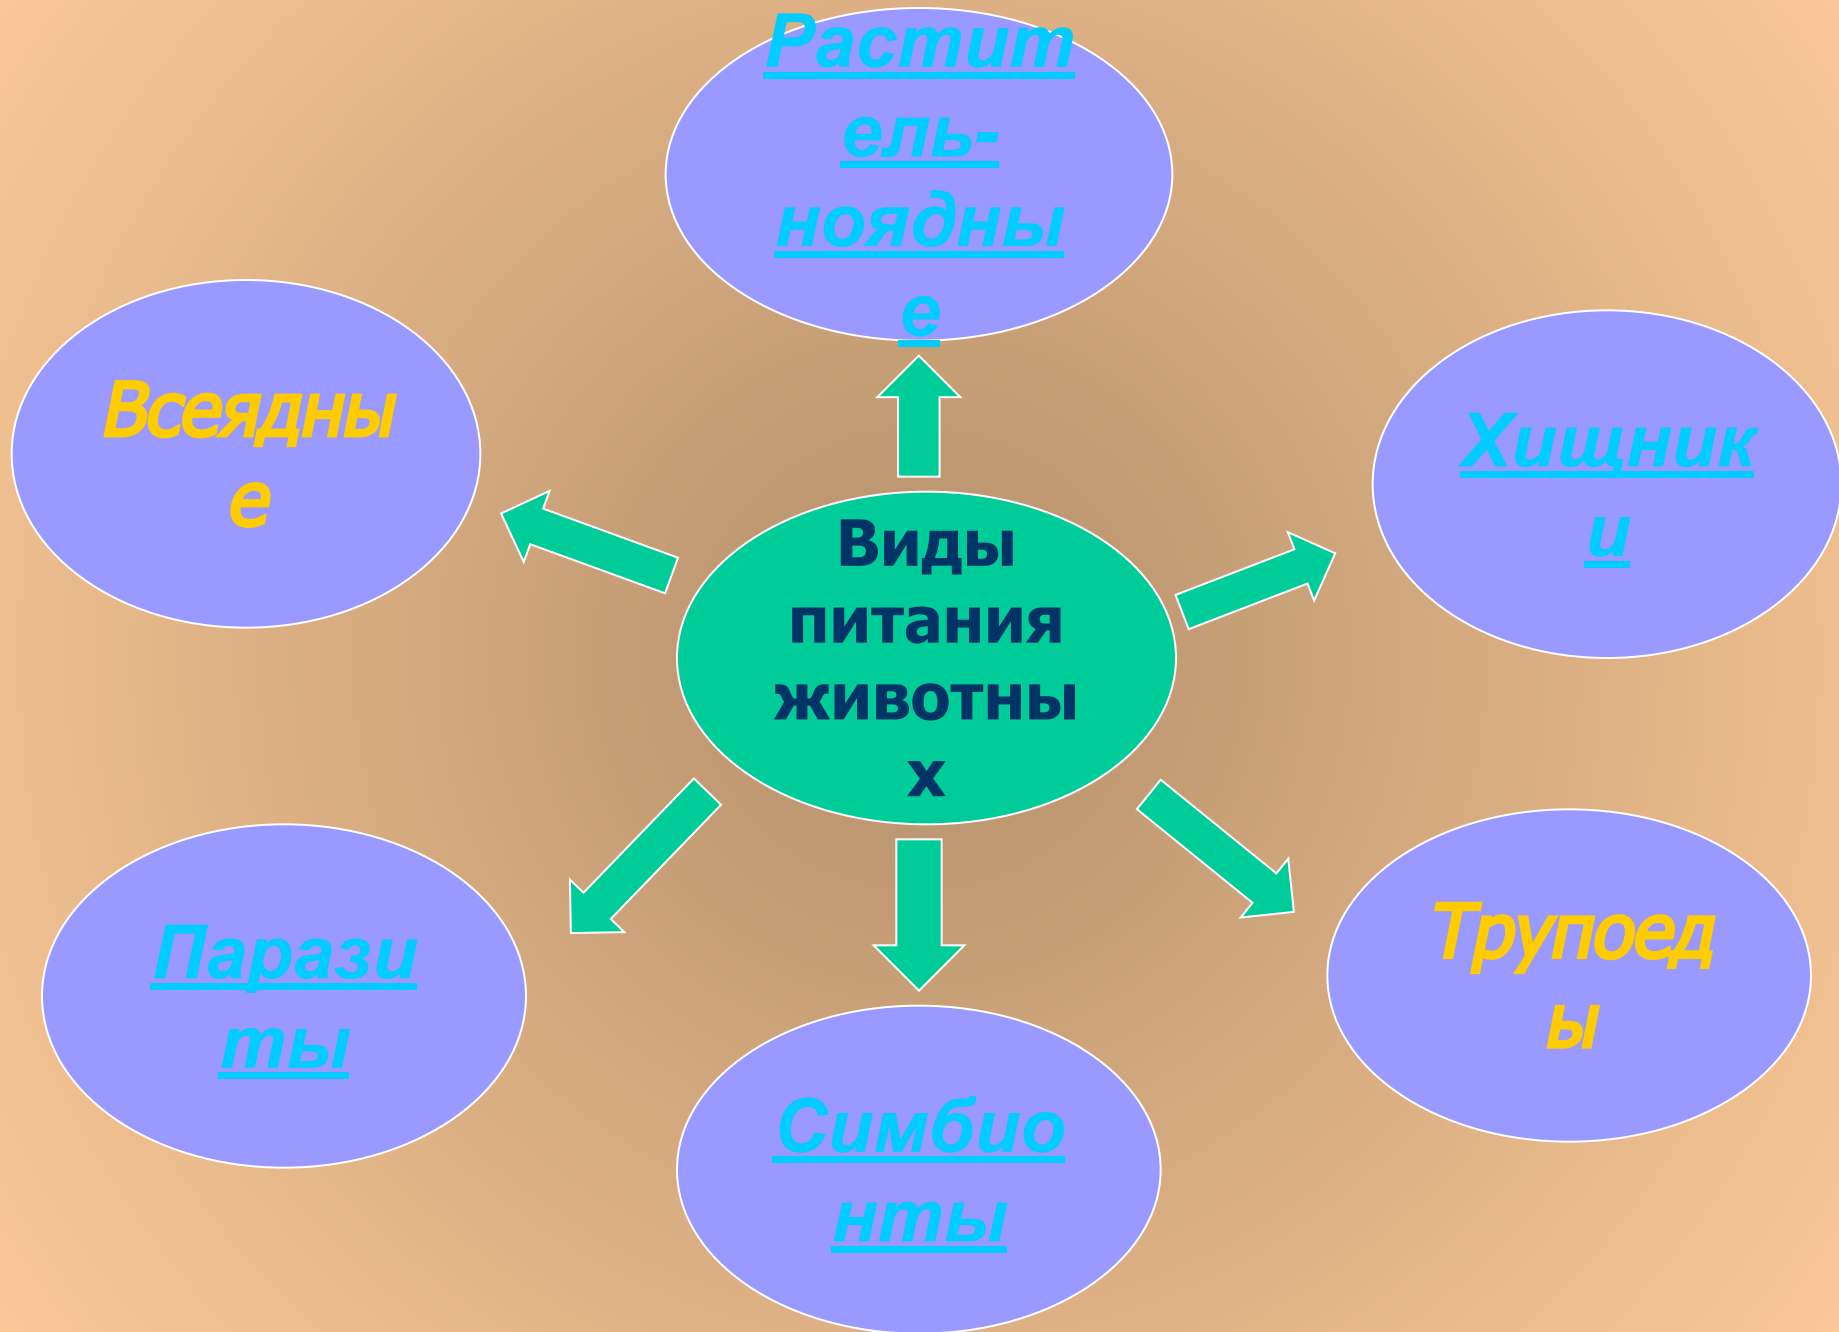 Растит
ель-
ноядны
е
Всеядны
е
Хищник
и
Виды
питания
животны
х
Парази
ты
Трупоед
ы
Симбио
нты